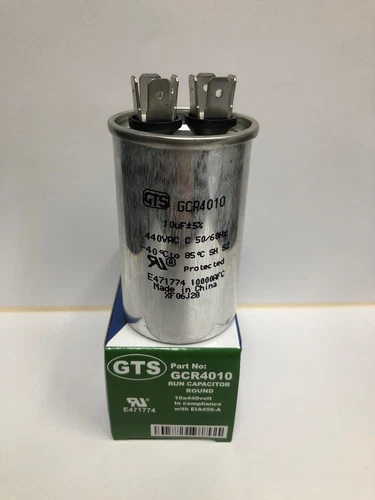 GTS GCR4010
10uF±5%
440VAC C 50/60Hz
-40°C to 85°C SH S2
Protected
E471774 10000AFC
Made in China
XF06J28
GTS
Part No:
GCR4010
RUN CAPACITOR
ROUND
10x440volt
In compliance
with EIA456-A
E471774